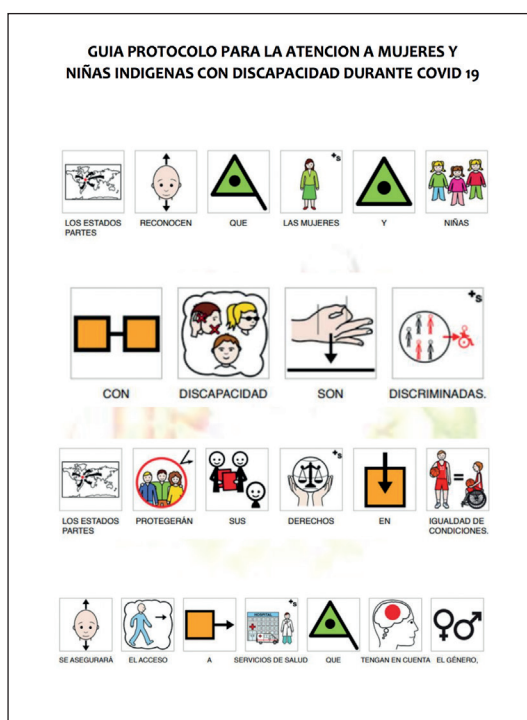 GUIA PROTOCOLO PARA LA ATENCION A MUJERES Y
NIÑAS INDIGENAS CON DISCAPACIDAD DURANTE COVID 19
LOS ESTADOS PARTES RECONOCEN QUE LAS MUJERES Y NIÑAS
CON DISCAPACIDAD SON DISCRIMINADAS.
LOS ESTADOS PARTES PROTEGERÁN SUS DERECHOS EN IGUALDAD DE CONDICIONES.
SE ASEGURARÁ EL ACCESO A SERVICIOS DE SALUD QUE TENGAN EN CUENTA EL GÉNERO,